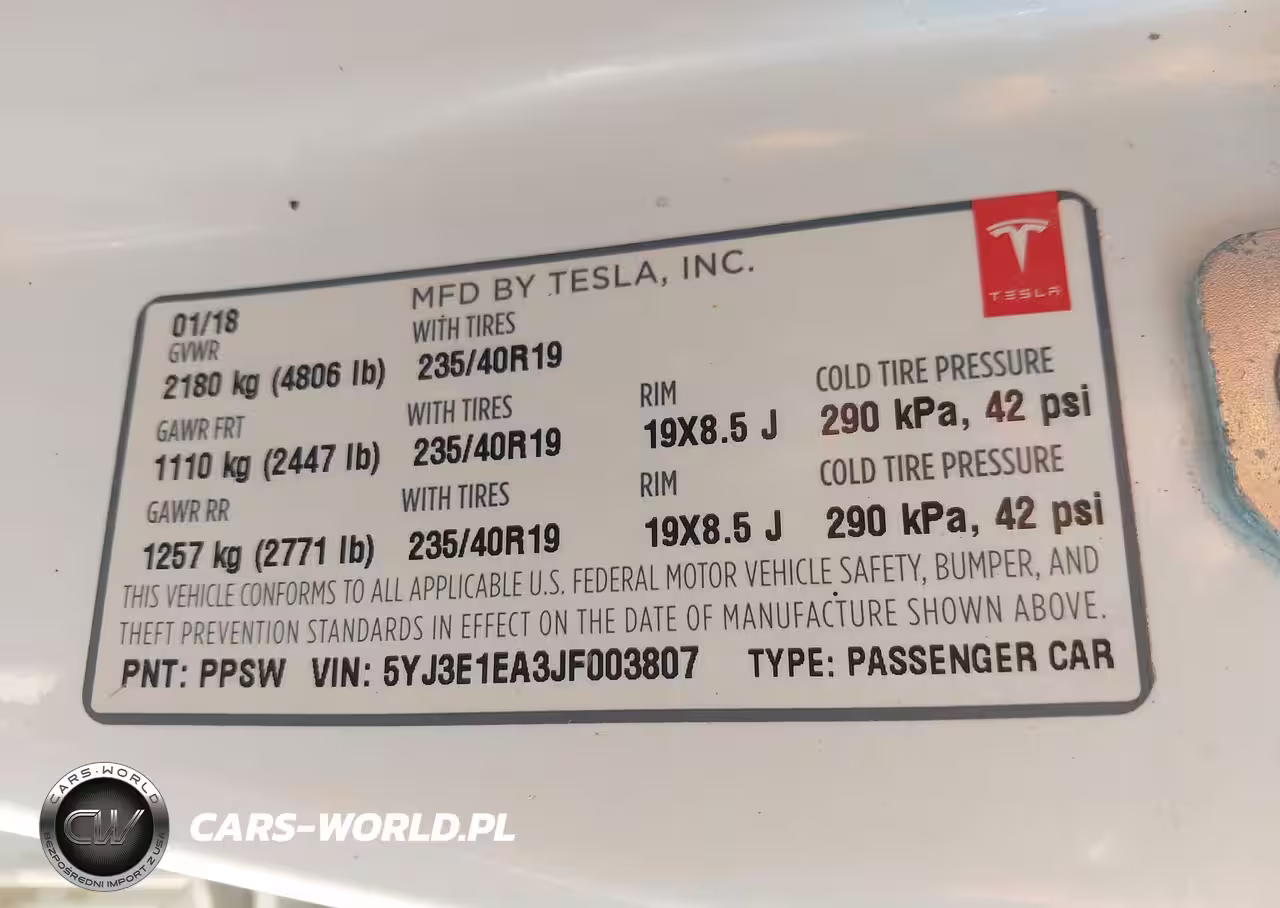 MFD BY TESLA, INC.
TESLA
01/18
GVWR WITH TIRES
2180 kg (4806 lb) 235/40R19
GAWR FRT WITH TIRES RIM COLD TIRE PRESSURE
1110 kg (2447 lb) 235/40R19 19X8.5 J 290 kPa, 42 psi
GAWR RR WITH TIRES RIM COLD TIRE PRESSURE
1257 kg (2771 lb) 235/40R19 19X8.5 J 290 kPa, 42 psi
THIS VEHICLE CONFORMS TO ALL APPLICABLE U.S. FEDERAL MOTOR VEHICLE SAFETY, BUMPER, AND
THEFT PREVENTION STANDARDS IN EFFECT ON THE DATE OF MANUFACTURE SHOWN ABOVE.
PNT: PPSW VIN: 5YJ3E1EA3JF003807 TYPE: PASSENGER CAR
CARS-WORLD
CW
BEZPOŚREDNI IMPORT Z USA
CARS-WORLD.PL